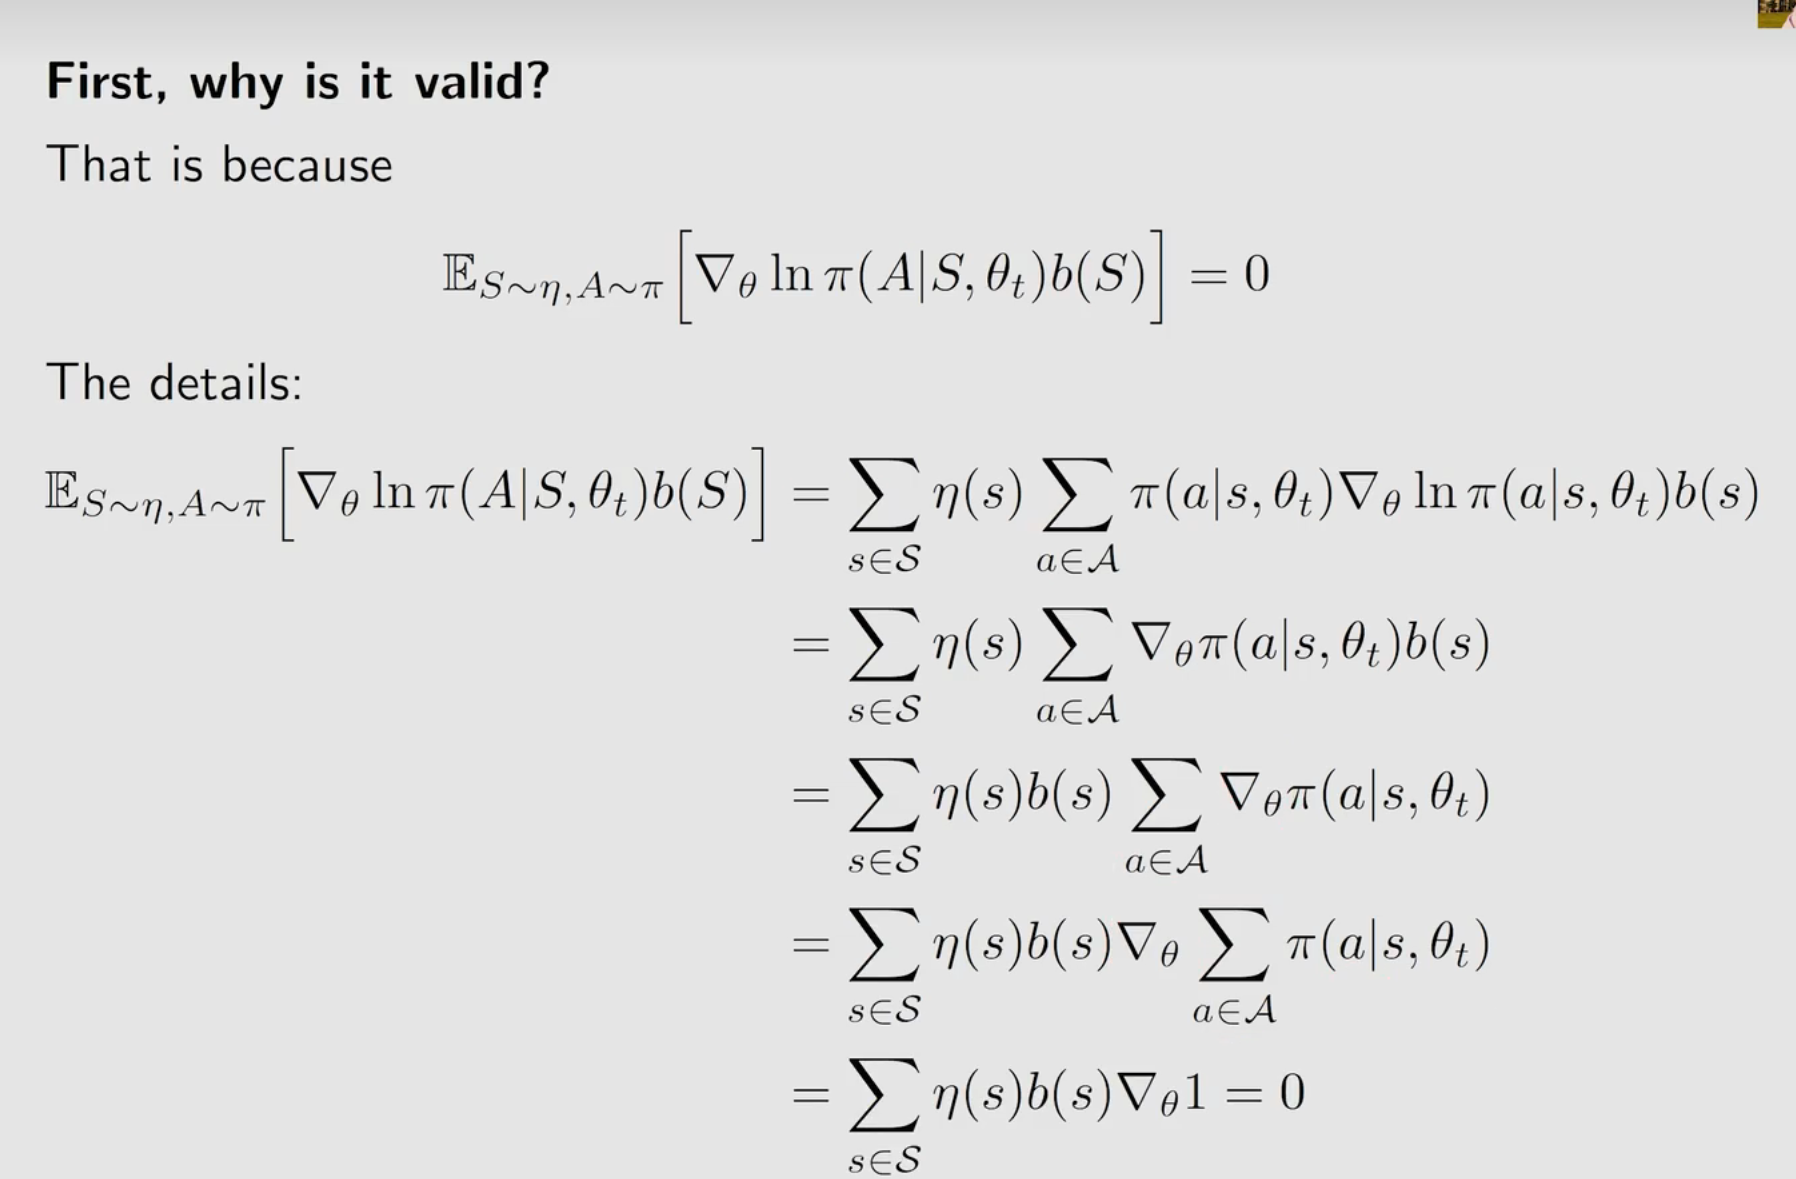 First, why is it valid?
That is because
$\mathbb{E}_{S\sim\eta, A\sim\pi}\Big[\nabla_\theta \ln \pi(A|S, \theta_t)b(S)\Big] = 0$
The details:
$\mathbb{E}_{S\sim\eta, A\sim\pi}\Big[\nabla_\theta \ln \pi(A|S, \theta_t)b(S)\Big] = \sum_{s\in\mathcal{S}} \eta(s) \sum_{a\in\mathcal{A}} \pi(a|s, \theta_t)\nabla_\theta \ln \pi(a|s, \theta_t)b(s)$
$= \sum_{s\in\mathcal{S}} \eta(s) \sum_{a\in\mathcal{A}} \nabla_\theta \pi(a|s, \theta_t)b(s)$
$= \sum_{s\in\mathcal{S}} \eta(s)b(s) \sum_{a\in\mathcal{A}} \nabla_\theta \pi(a|s, \theta_t)$
$= \sum_{s\in\mathcal{S}} \eta(s)b(s)\nabla_\theta \sum_{a\in\mathcal{A}} \pi(a|s, \theta_t)$
$= \sum_{s\in\mathcal{S}} \eta(s)b(s)\nabla_\theta 1 = 0$